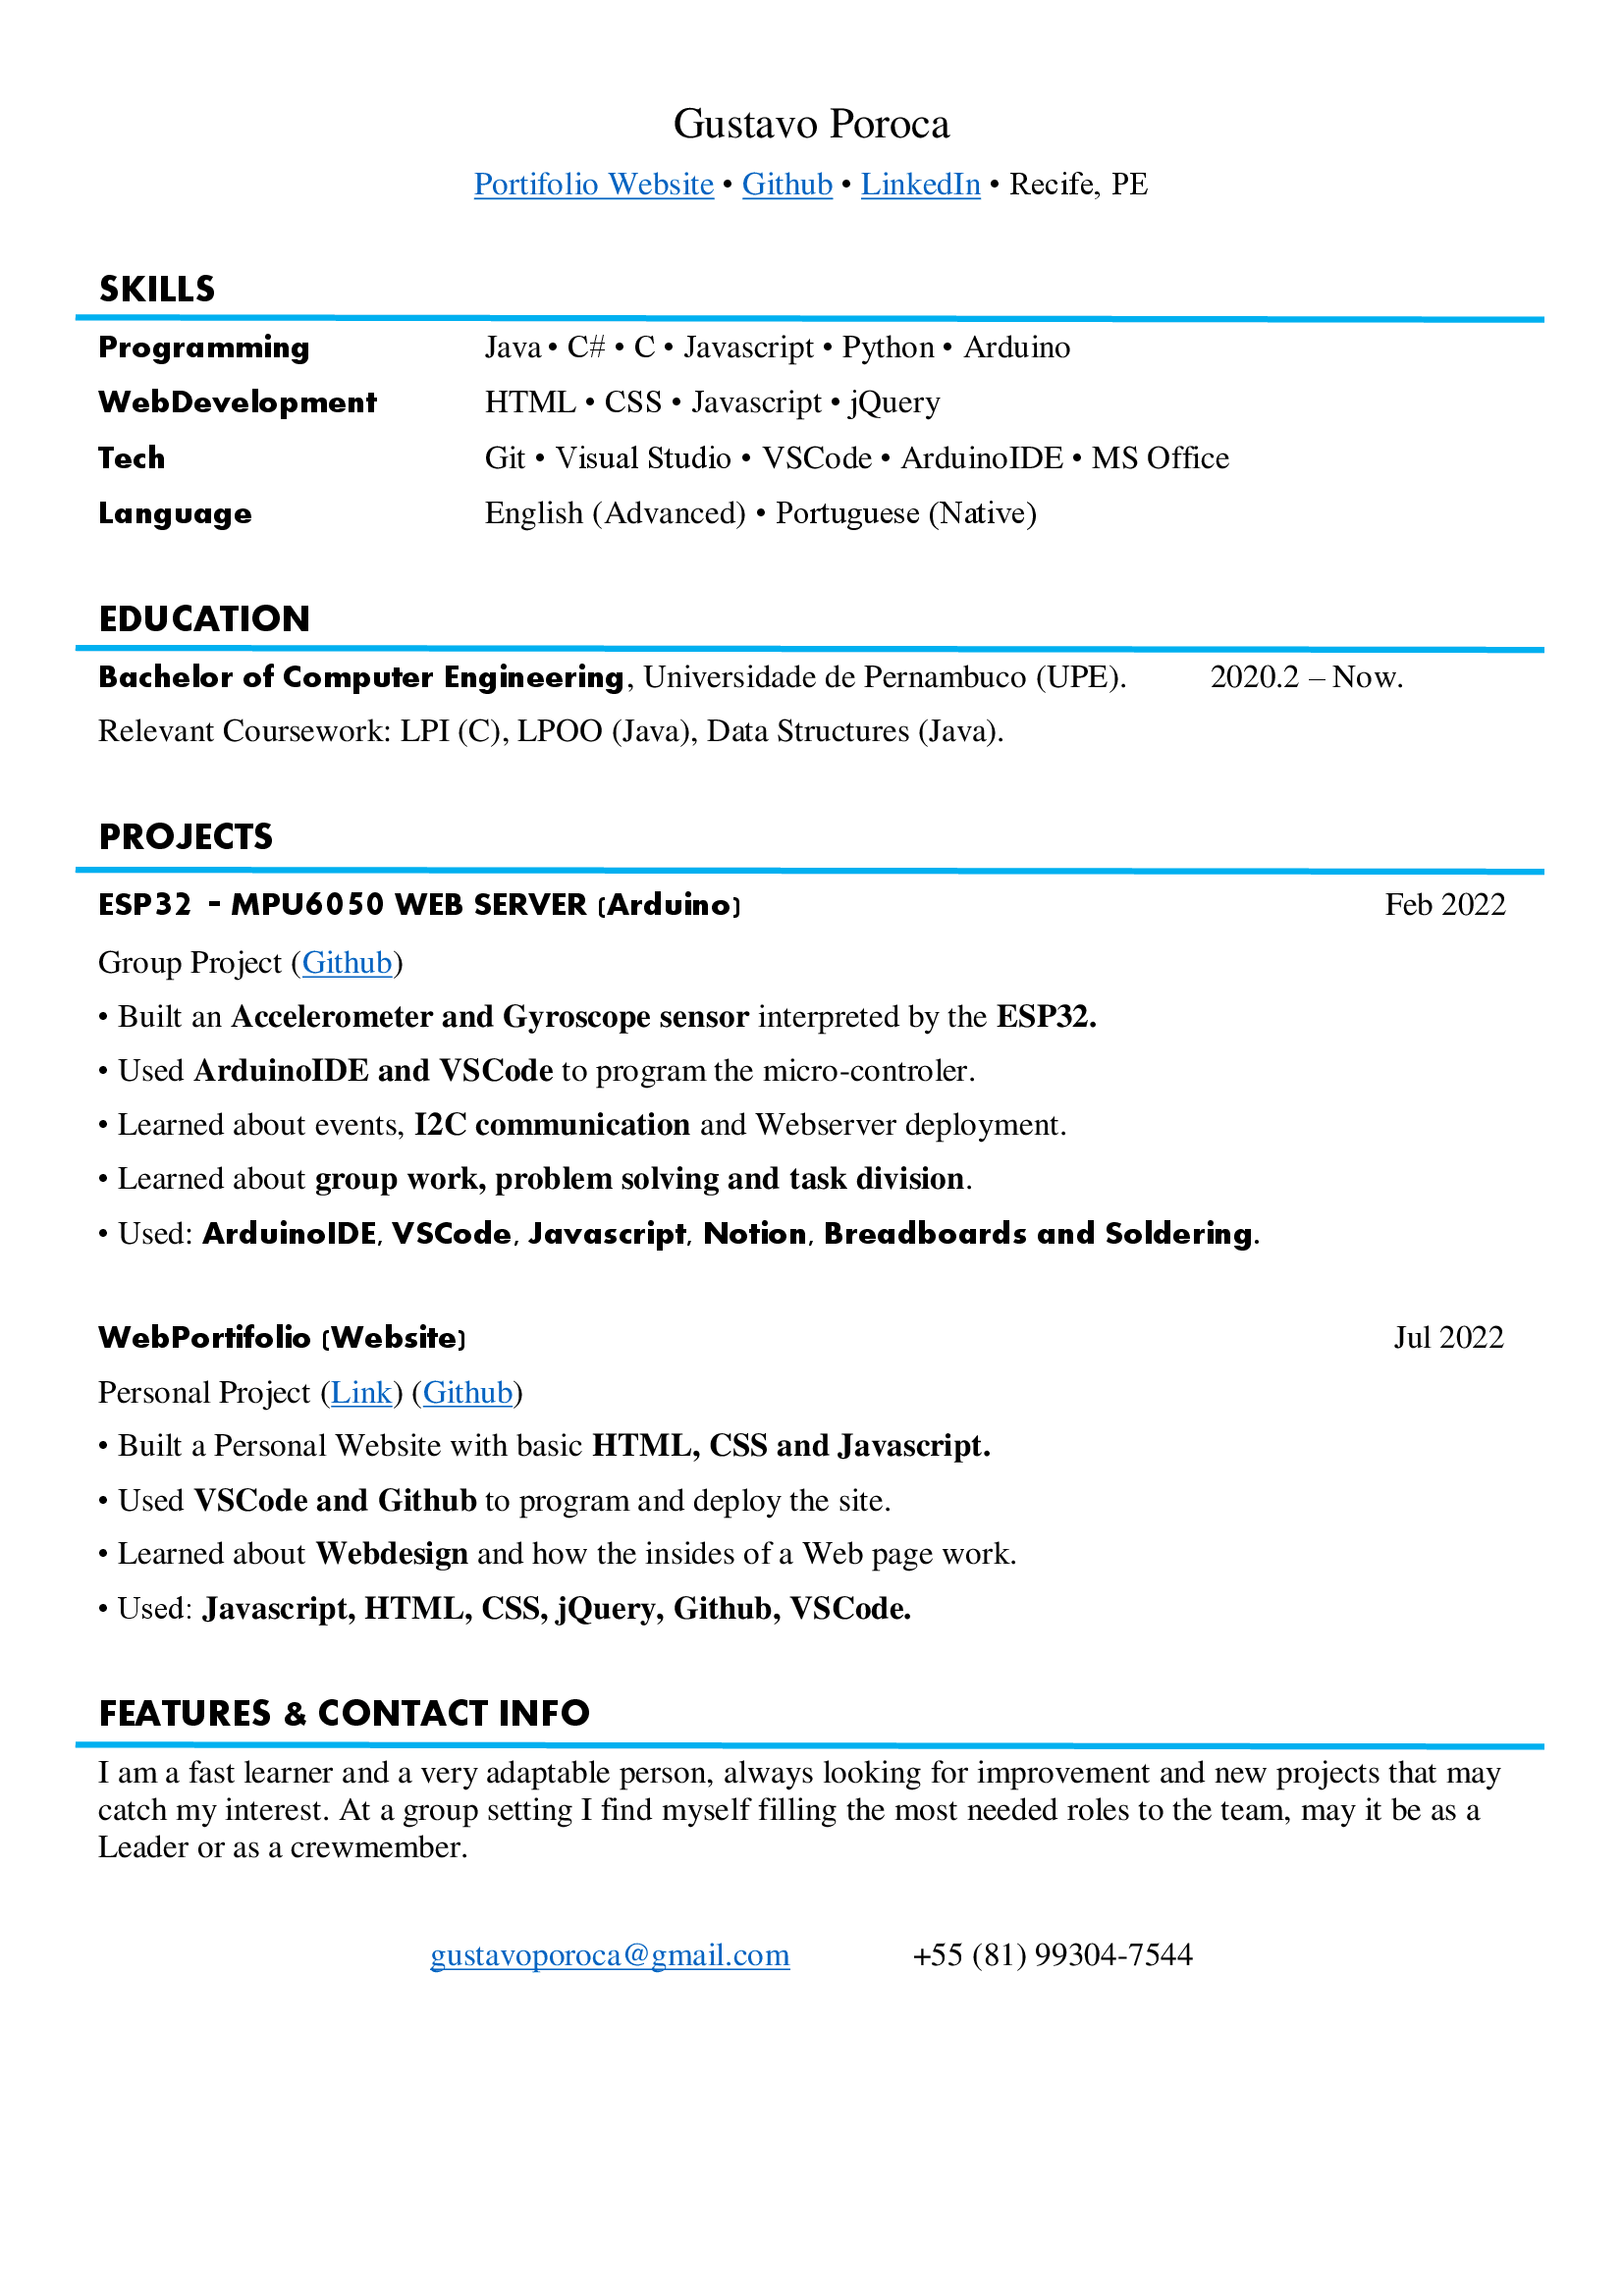 Gustavo Poroca
Portifolio Website • Github • LinkedIn • Recife, PE
SKILLS
Programming Java • C# • C • Javascript • Python • Arduino
WebDevelopment HTML • CSS • Javascript • jQuery
Tech Git • Visual Studio • VSCode • ArduinoIDE • MS Office
Language English (Advanced) • Portuguese (Native)
EDUCATION
Bachelor of Computer Engineering, Universidade de Pernambuco (UPE). 2020.2 – Now.
Relevant Coursework: LPI (C), LPOO (Java), Data Structures (Java).
PROJECTS
ESP32 - MPU6050 WEB SERVER (Arduino) Feb 2022
Group Project (Github)
• Built an Accelerometer and Gyroscope sensor interpreted by the ESP32.
• Used ArduinoIDE and VSCode to program the micro-controler.
• Learned about events, I2C communication and Webserver deployment.
• Learned about group work, problem solving and task division.
• Used: ArduinoIDE, VSCode, Javascript, Notion, Breadboards and Soldering.
WebPortifolio (Website) Jul 2022
Personal Project (Link) (Github)
• Built a Personal Website with basic HTML, CSS and Javascript.
• Used VSCode and Github to program and deploy the site.
• Learned about Webdesign and how the insides of a Web page work.
• Used: Javascript, HTML, CSS, jQuery, Github, VSCode.
FEATURES & CONTACT INFO
I am a fast learner and a very adaptable person, always looking for improvement and new projects that may
catch my interest. At a group setting I find myself filling the most needed roles to the team, may it be as a
Leader or as a crewmember.
gustavoporoca@gmail.com +55 (81) 99304-7544